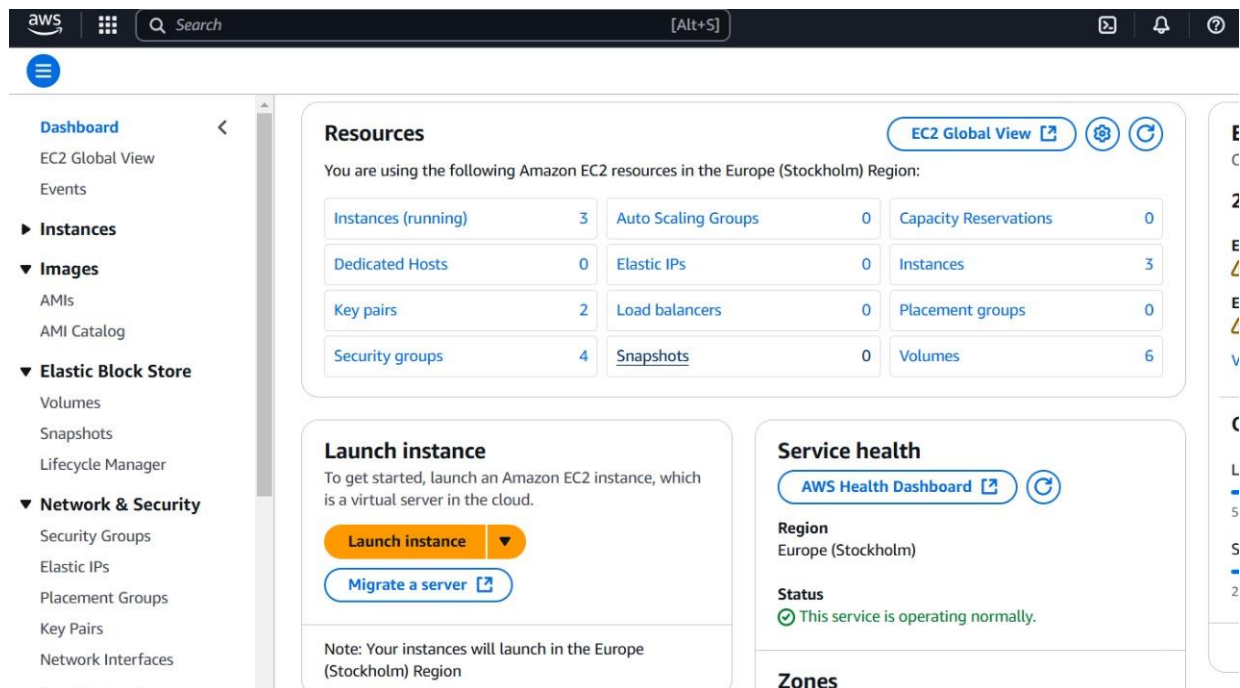 aws
Search
[Alt+S]
Dashboard
EC2 Global View
Events
Instances
Images
AMIs
AMI Catalog
Elastic Block Store
Volumes
Snapshots
Lifecycle Manager
Network & Security
Security Groups
Elastic IPs
Placement Groups
Key Pairs
Network Interfaces
Resources
EC2 Global View
You are using the following Amazon EC2 resources in the Europe (Stockholm) Region:
Instances (running) 3 Auto Scaling Groups 0 Capacity Reservations 0
Dedicated Hosts 0 Elastic IPs 0 Instances 3
Key pairs 2 Load balancers 0 Placement groups 0
Security groups 4 Snapshots 0 Volumes 6
Launch instance
To get started, launch an Amazon EC2 instance, which
is a virtual server in the cloud.
Launch instance
Migrate a server
Note: Your instances will launch in the Europe
(Stockholm) Region
Service health
AWS Health Dashboard
Region
Europe (Stockholm)
Status
This service is operating normally.
Zones